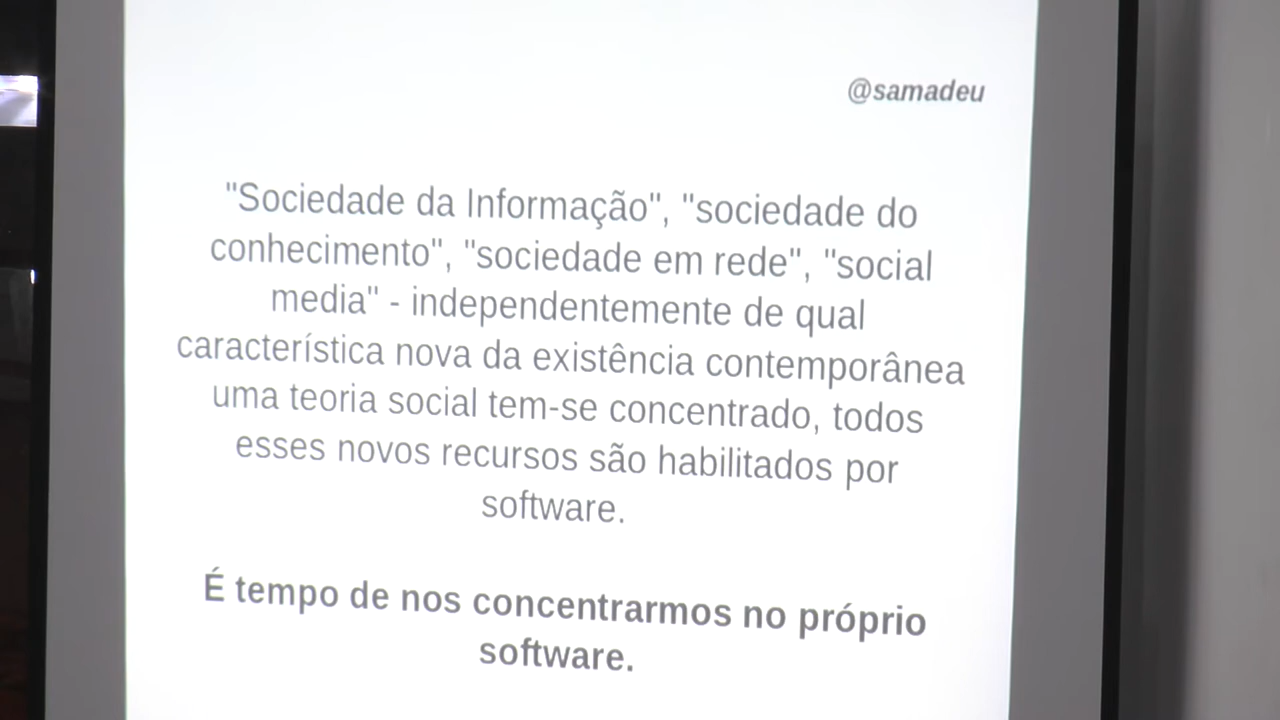 @samadeu
"Sociedade da Informação", "sociedade do
conhecimento", "sociedade em rede", "social
media" - independentemente de qual
característica nova da existência contemporânea
uma teoria social tem-se concentrado, todos
esses novos recursos são habilitados por
software.
É tempo de nos concentrarmos no próprio
software.